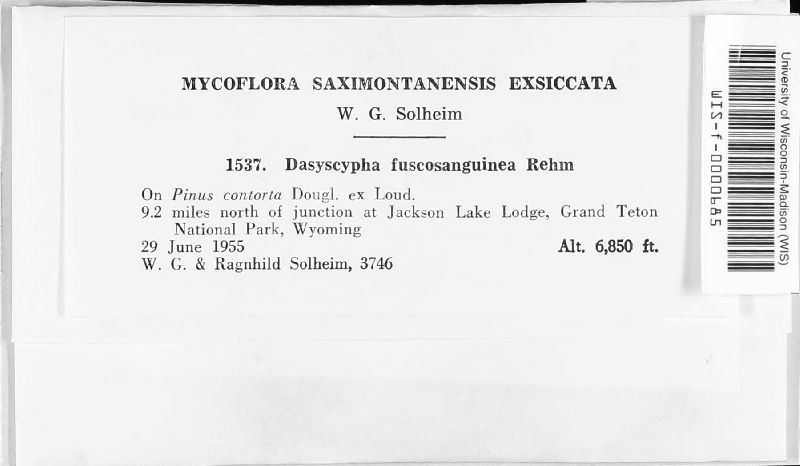 MYCOFLORA SAXIMONTANENSIS EXSICCATA
W. G. Solheim
1537. Dasyscypha fuscosanguinea Rehm
On Pinus contorta Dougl. ex Loud.
9.2 miles north of junction at Jackson Lake Lodge, Grand Teton
National Park, Wyoming
29 June 1955 Alt. 6,850 ft.
W. G. & Ragnhild Solheim, 3746
University of Wisconsin-Madison (WIS)